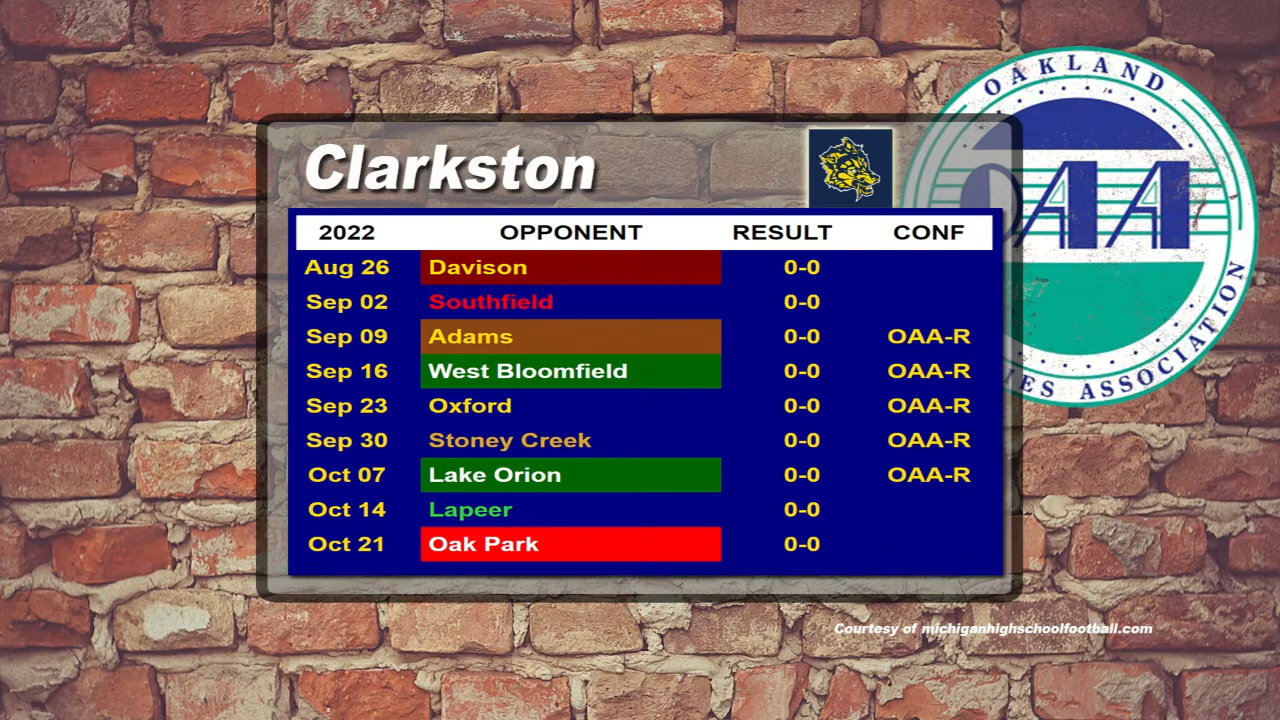 OAKLAND
Clarkston
OAA
2022 OPPONENT RESULT CONF
Aug 26 Davison 0-0
Sep 02 Southfield 0-0
Sep 09 Adams 0-0 OAA-R
Sep 16 West Bloomfield 0-0 OAA-R
Sep 23 Oxford 0-0 OAA-R
Sep 30 Stoney Creek 0-0 OAA-R
Oct 07 Lake Orion 0-0 OAA-R
Oct 14 Lapeer 0-0
Oct 21 Oak Park 0-0
ASSOCIATION
Courtesy of michiganhighschoolfootball.com